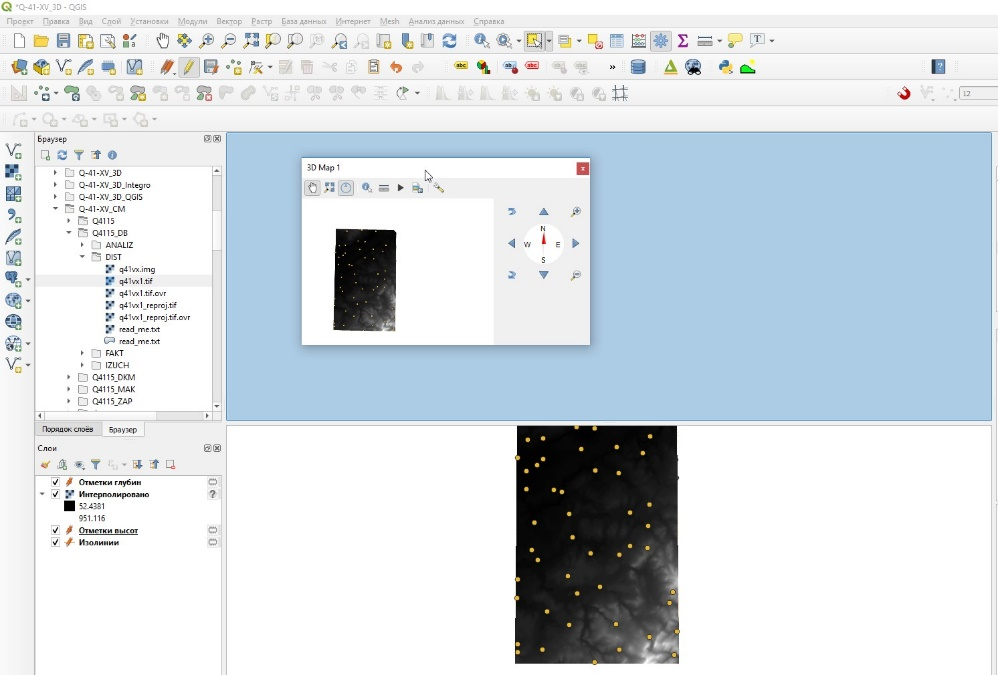 *Q-41-XV_3D - QGIS
Проект Правка Вид Слой Установки Модули Вектор Растр База данных Интернет Mesh Анализ данных Справка
abc abc abc
12
Браузер
Q-41-XV_3D
Q-41-XV_3D_Integro
Q-41-XV_3D_QGIS
Q-41-XV_CM
Q4115
Q4115_DB
ANALIZ
DIST
q41vx.img
q41vx1.tif
q41vx1.tif.ovr
q41vx1_reproj.tif
q41vx1_reproj.tif.ovr
read_me.txt
read_me.txt
FAKT
IZUCH
Q4115_DKM
Q4115_MAK
Q4115_ZAP
Порядок слоёв Браузер
Слои
Отметки глубин
Интерполировано
?
52.4381
951.116
Отметки высот
Изолинии
3D Map 1
x
N
W E
S